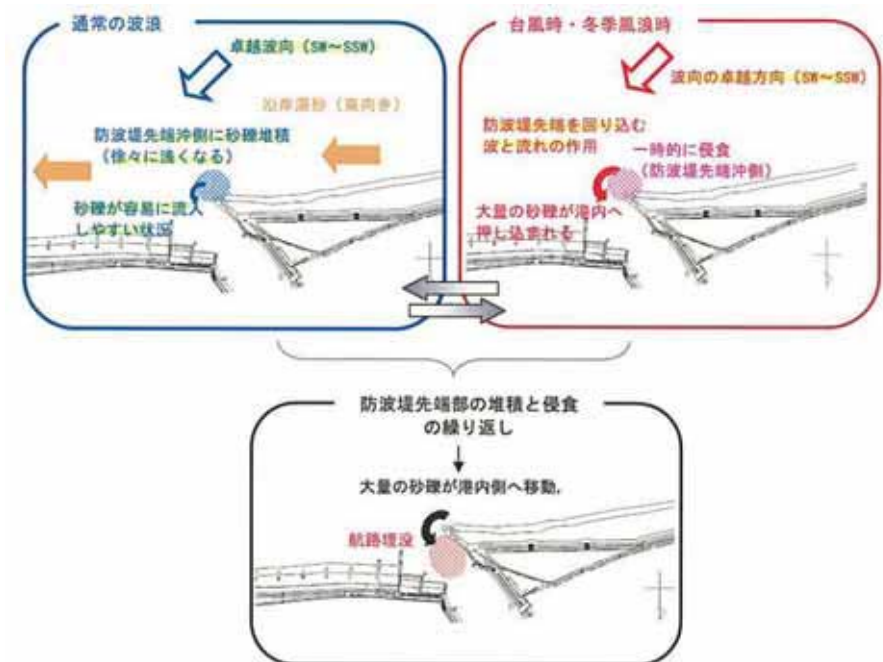 通常の波浪
卓越波向（SW～SSW）
沿岸漂砂（東向き）
防波堤先端沖側に砂礫堆積
（徐々に浅くなる）
砂礫が容易に流入
しやすい状況
台風時・冬季風浪時
波向の卓越方向（SW～SSW）
防波堤先端を回り込む
波と流れの作用
一時的に侵食
（防波堤先端沖側）
大量の砂礫が港内へ
押し込まれる
防波堤先端部の堆積と侵食
の繰り返し
大量の砂礫が港内側へ移動．
航路埋没